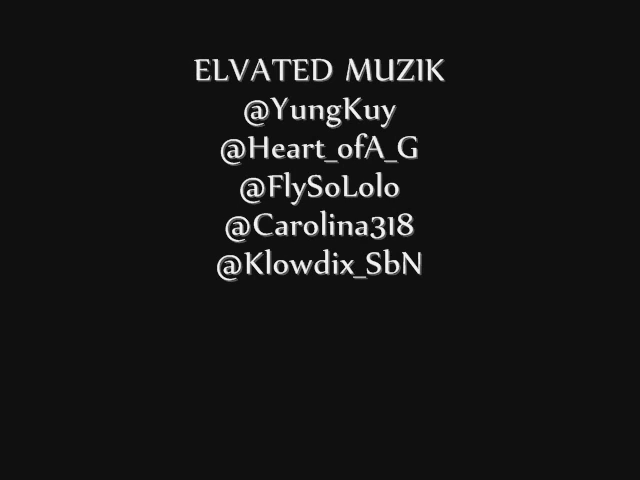 ELVATED MUZIK
@YungKuy
@Heart_ofA_G
@FlySoLolo
@Carolina318
@Klowdix_SbN